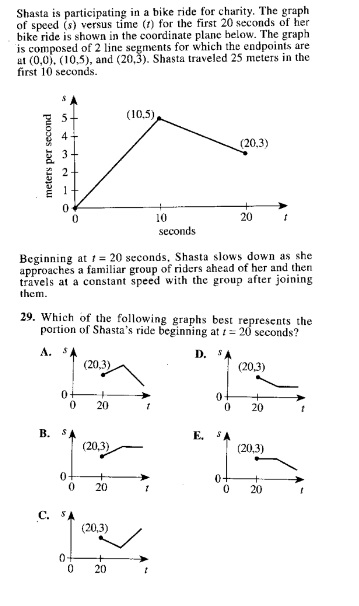 Shasta is participating in a bike ride for charity. The graph
of speed (s) versus time (t) for the first 20 seconds of her
bike ride is shown in the coordinate plane below. The graph
is composed of 2 line segments for which the endpoints are
at (0,0), (10,5), and (20,3). Shasta traveled 25 meters in the
first 10 seconds.
s
meters per second
5
4
3
2
1
0
(10,5)
(20,3)
0 10 20 t
seconds
Beginning at t = 20 seconds, Shasta slows down as she
approaches a familiar group of riders ahead of her and then
travels at a constant speed with the group after joining
them.
29. Which of the following graphs best represents the
portion of Shasta's ride beginning at t = 20 seconds?
A. s
(20,3)
0
0 20 t
B. s
(20,3)
0
0 20 t
C. s
(20,3)
0
0 20 t
D. s
(20,3)
0
0 20 t
E. s
(20,3)
0
0 20 t